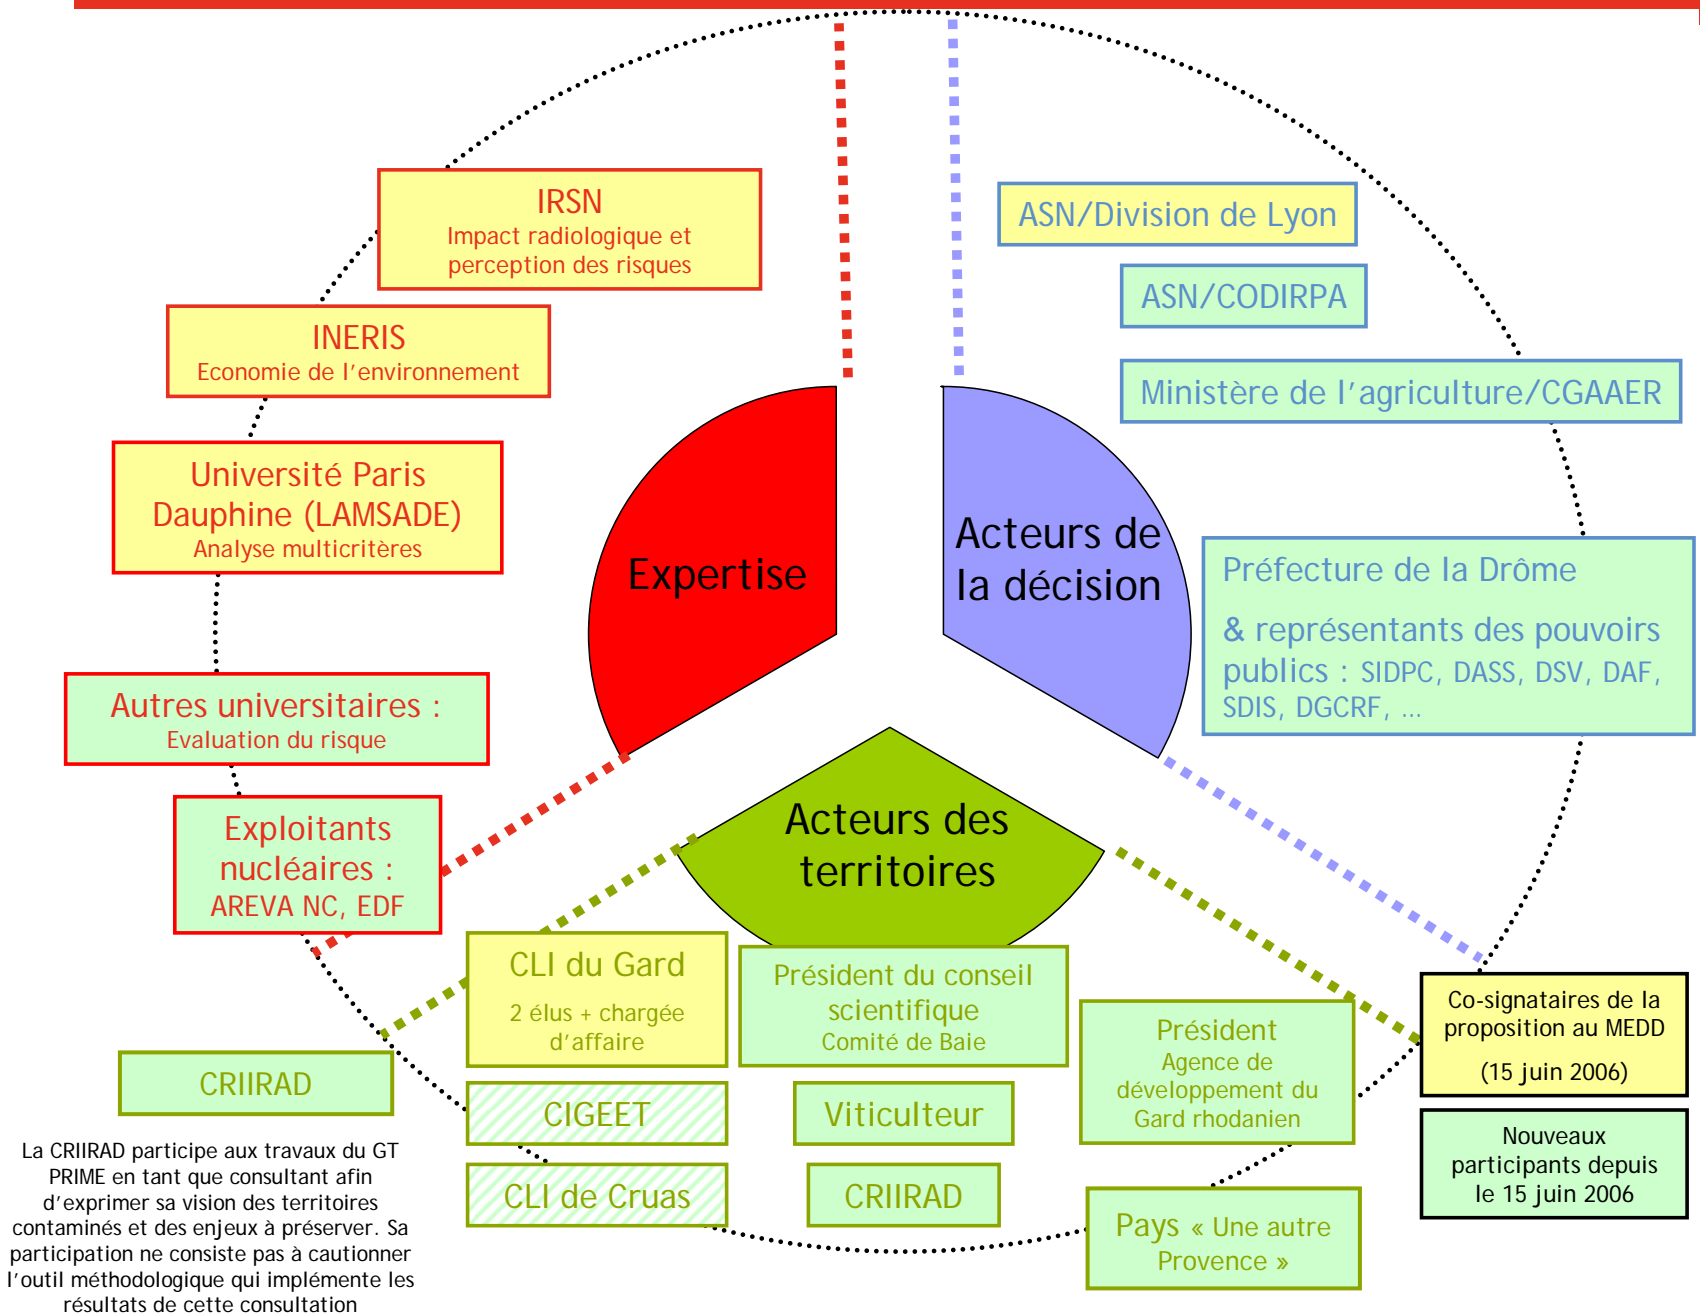 IRSN
Impact radiologique et
perception des risques
INERIS
Economie de l'environnement
Université Paris
Dauphine (LAMSADE)
Analyse multicritères
Autres universitaires :
Evaluation du risque
Exploitants
nucléaires :
AREVA NC, EDF
Expertise
ASN/Division de Lyon
ASN/CODIRPA
Ministère de l'agriculture/CGAAER
Acteurs de
la décision
Préfecture de la Drôme
& représentants des pouvoirs
publics : SIDPC, DASS, DSV, DAF,
SDIS, DGCRF, ...
Acteurs des
territoires
CLI du Gard
2 élus + chargée
d'affaire
Président du conseil
scientifique
Comité de Baie
Président
Agence de
développement du
Gard rhodanien
CIGEET
Viticulteur
CLI de Cruas
CRIIRAD
Pays « Une autre
Provence »
CRIIRAD
La CRIIRAD participe aux travaux du GT
PRIME en tant que consultant afin
d'exprimer sa vision des territoires
contaminés et des enjeux à préserver. Sa
participation ne consiste pas à cautionner
l'outil méthodologique qui implémente les
résultats de cette consultation
Co-signataires de la
proposition au MEDD
(15 juin 2006)
Nouveaux
participants depuis
le 15 juin 2006